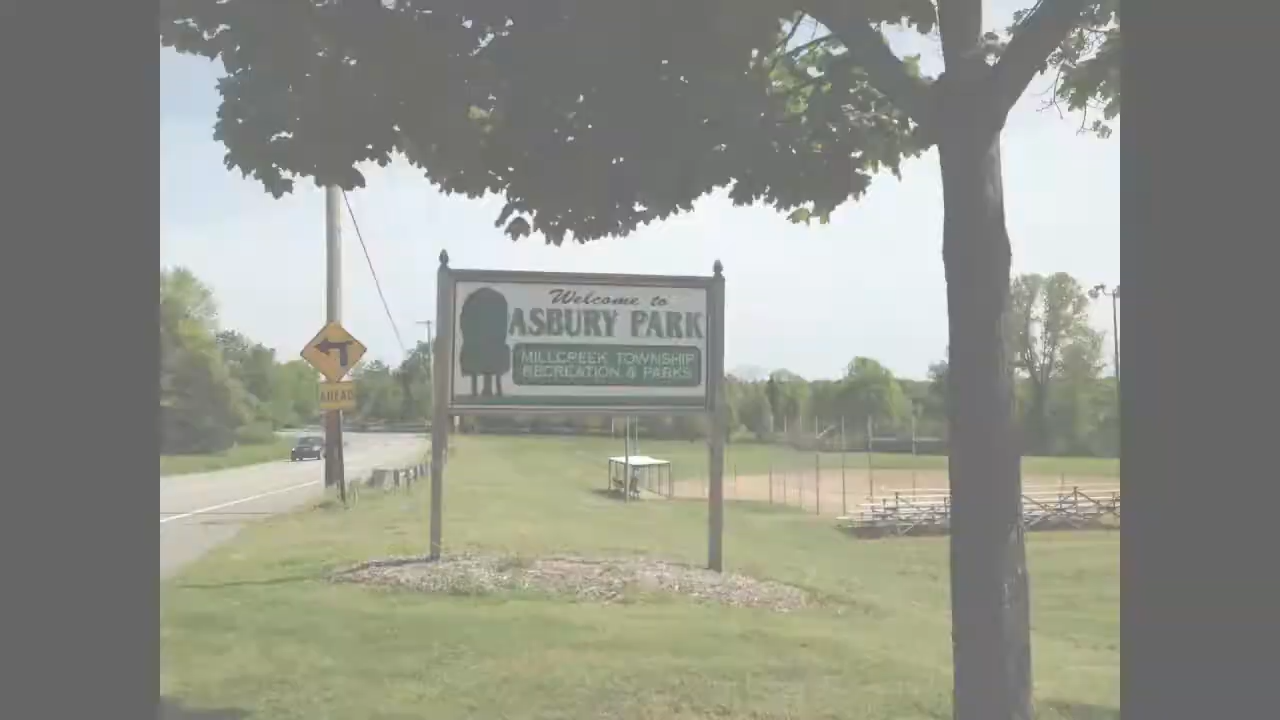 Welcome to
ASBURY PARK
MILLCREEK TOWNSHIP
RECREATION & PARKS
AHEAD